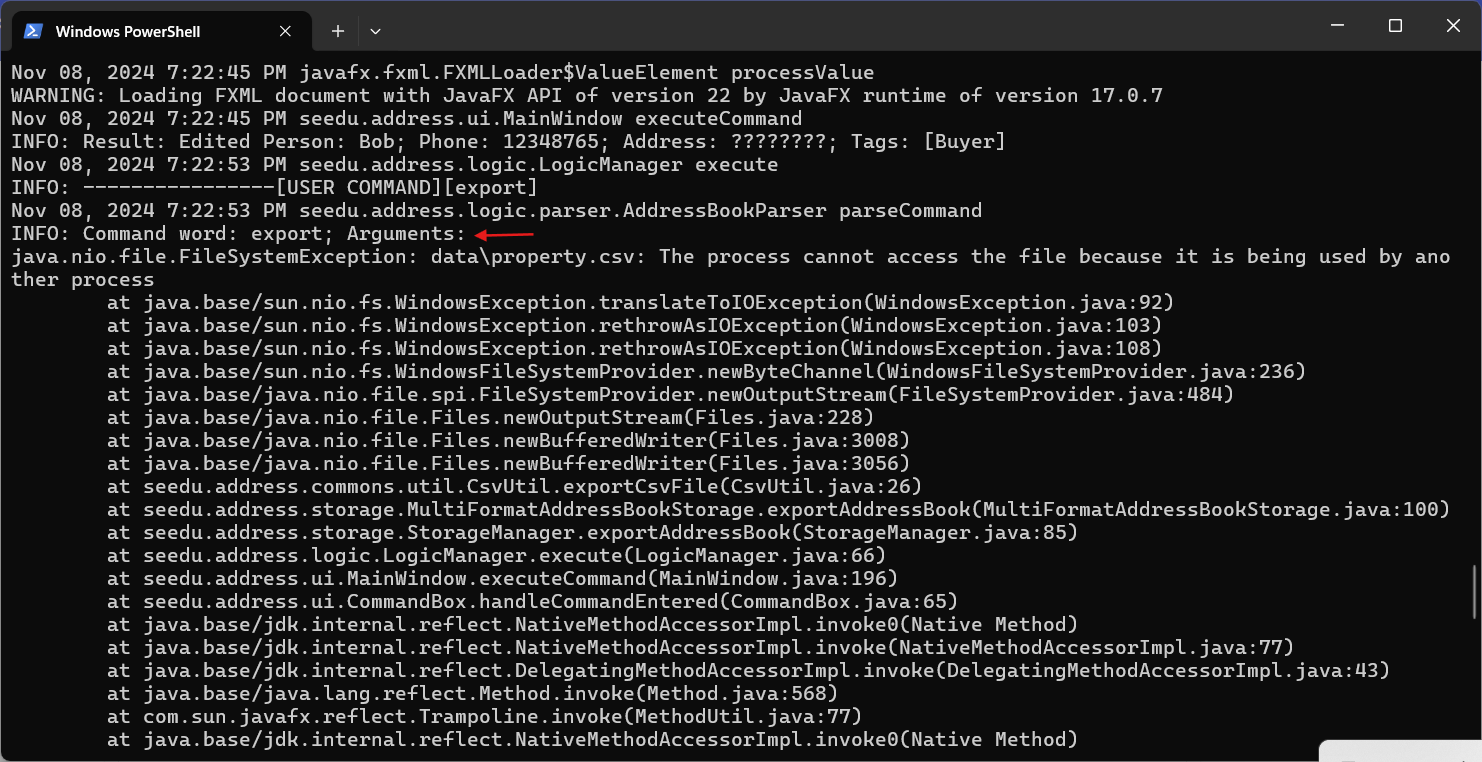 Windows PowerShell
Nov 08, 2024 7:22:45 PM javafx.fxml.FXMLLoader$ValueElement processValue
WARNING: Loading FXML document with JavaFX API of version 22 by JavaFX runtime of version 17.0.7
Nov 08, 2024 7:22:45 PM seedu.address.ui.MainWindow executeCommand
INFO: Result: Edited Person: Bob; Phone: 12348765; Address: ????????; Tags: [Buyer]
Nov 08, 2024 7:22:53 PM seedu.address.logic.LogicManager execute
INFO: ----------------[USER COMMAND][export]
Nov 08, 2024 7:22:53 PM seedu.address.logic.parser.AddressBookParser parseCommand
INFO: Command word: export; Arguments:
java.nio.file.FileSystemException: data\property.csv: The process cannot access the file because it is being used by ano
ther process
        at java.base/sun.nio.fs.WindowsException.translateToIOException(WindowsException.java:92)
        at java.base/sun.nio.fs.WindowsException.rethrowAsIOException(WindowsException.java:103)
        at java.base/sun.nio.fs.WindowsException.rethrowAsIOException(WindowsException.java:108)
        at java.base/sun.nio.fs.WindowsFileSystemProvider.newByteChannel(WindowsFileSystemProvider.java:236)
        at java.base/java.nio.file.spi.FileSystemProvider.newOutputStream(FileSystemProvider.java:484)
        at java.base/java.nio.file.Files.newOutputStream(Files.java:228)
        at java.base/java.nio.file.Files.newBufferedWriter(Files.java:3008)
        at java.base/java.nio.file.Files.newBufferedWriter(Files.java:3056)
        at seedu.address.commons.util.CsvUtil.exportCsvFile(CsvUtil.java:26)
        at seedu.address.storage.MultiFormatAddressBookStorage.exportAddressBook(MultiFormatAddressBookStorage.java:100)
        at seedu.address.storage.StorageManager.exportAddressBook(StorageManager.java:85)
        at seedu.address.logic.LogicManager.execute(LogicManager.java:66)
        at seedu.address.ui.MainWindow.executeCommand(MainWindow.java:196)
        at seedu.address.ui.CommandBox.handleCommandEntered(CommandBox.java:65)
        at java.base/jdk.internal.reflect.NativeMethodAccessorImpl.invoke0(Native Method)
        at java.base/jdk.internal.reflect.NativeMethodAccessorImpl.invoke(NativeMethodAccessorImpl.java:77)
        at java.base/jdk.internal.reflect.DelegatingMethodAccessorImpl.invoke(DelegatingMethodAccessorImpl.java:43)
        at java.base/java.lang.reflect.Method.invoke(Method.java:568)
        at com.sun.javafx.reflect.Trampoline.invoke(MethodUtil.java:77)
        at java.base/jdk.internal.reflect.NativeMethodAccessorImpl.invoke0(Native Method)